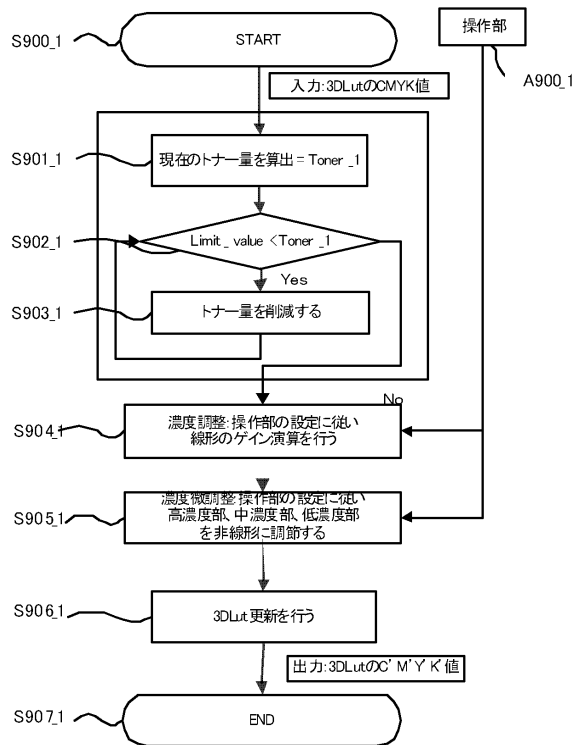 S900_1
START
操作部
A900_1
入力:3DLutのCMYK値
S901_1
現在のトナー量を算出 = Toner _1
S902_1
Limit_ value <Toner _1
Yes
S903_1
トナー量を削減する
No
S904_1
濃度調整:操作部の設定に従い
線形のゲイン演算を行う
S905_1
濃度微調整:操作部の設定に従い
高濃度部、中濃度部、低濃度部
を非線形に調節する
S906_1
3DLut 更新を行う
出力:3DLutのC' M' Y' K' 値
S907_1
END